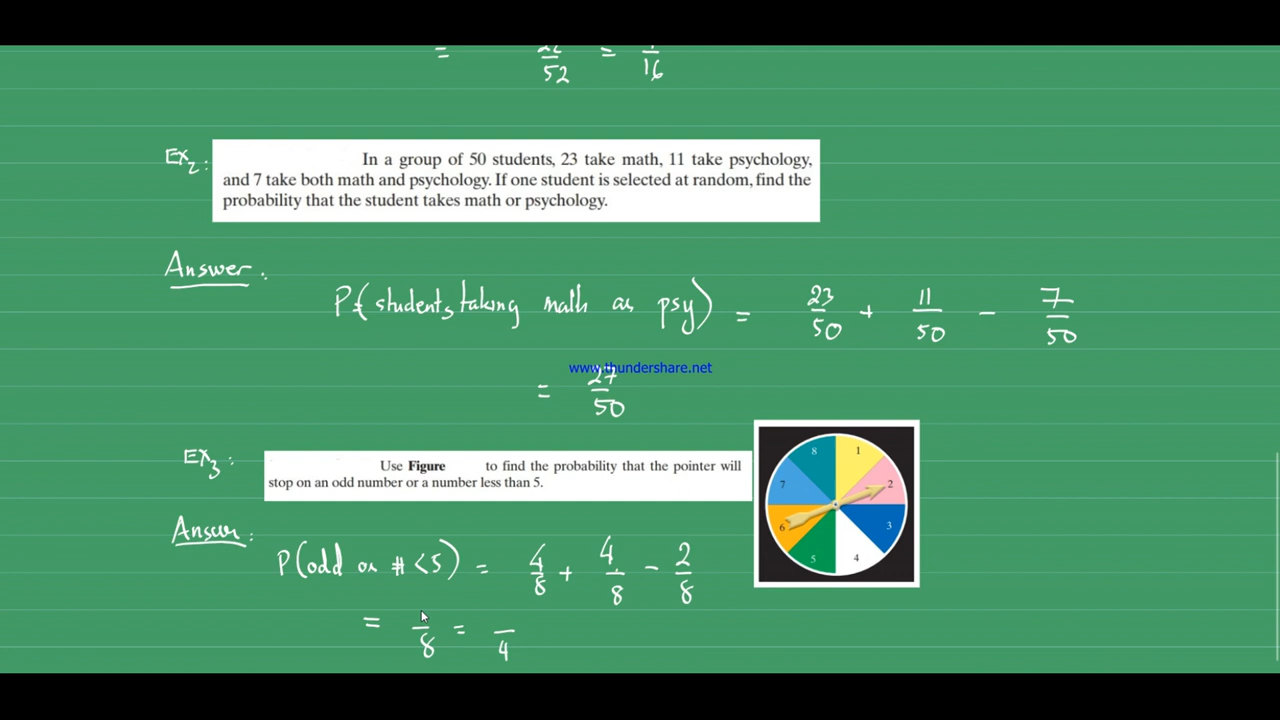 = 52 = 16
Ex2: In a group of 50 students, 23 take math, 11 take psychology,
and 7 take both math and psychology. If one student is selected at random, find the
probability that the student takes math or psychology.
Answer:
P(students taking math or psy) = 23/50 + 11/50 - 7/50
www.thundershare.net
= 27/50
Ex3: Use Figure to find the probability that the pointer will
stop on an odd number or a number less than 5.
8 1
7 2
6 3
5 4
Answer:
P(odd or # <5) = 4/8 + 4/8 - 2/8
= /8 = /4